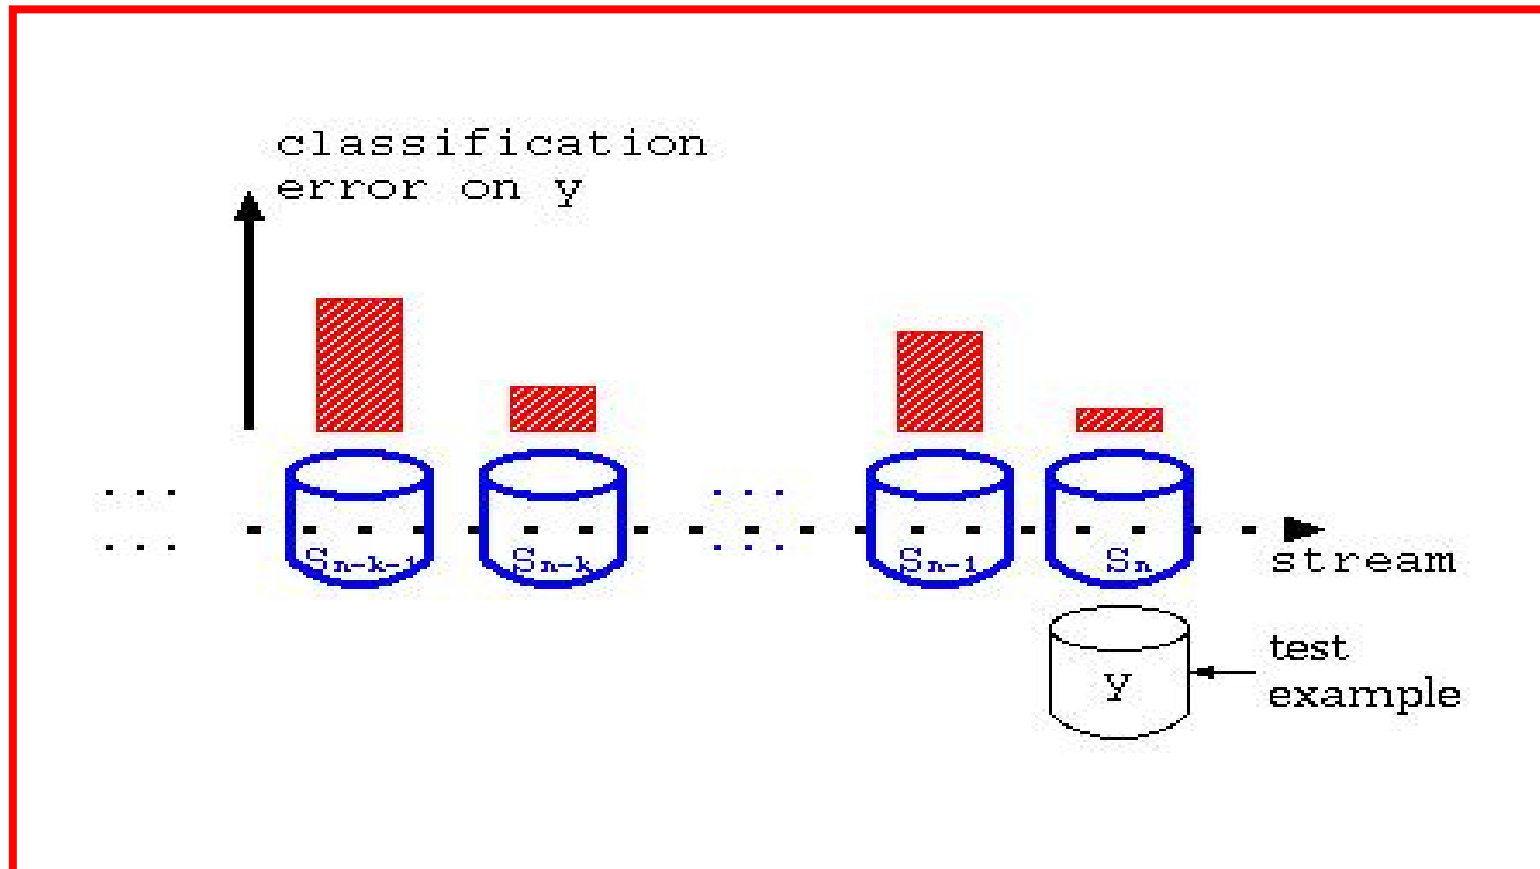 classification
error on y
. . .
. . .
. . .
. . .
Sn-k-1
Sn-k
Sn-1
Sn
stream
y
test
example